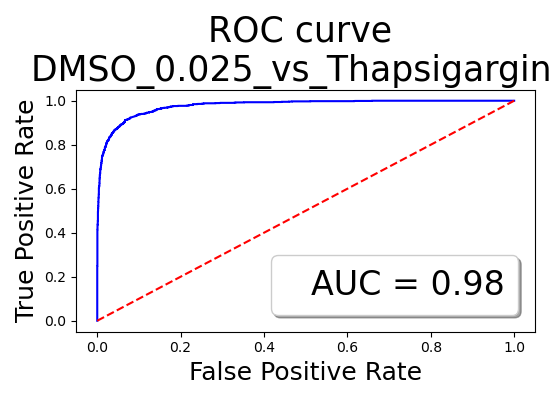 ROC curve
DMSO_0.025_vs_Thapsigargin
True Positive Rate
1.0
0.8
0.6
0.4
0.2
0.0
AUC = 0.98
0.0 0.2 0.4 0.6 0.8 1.0
False Positive Rate